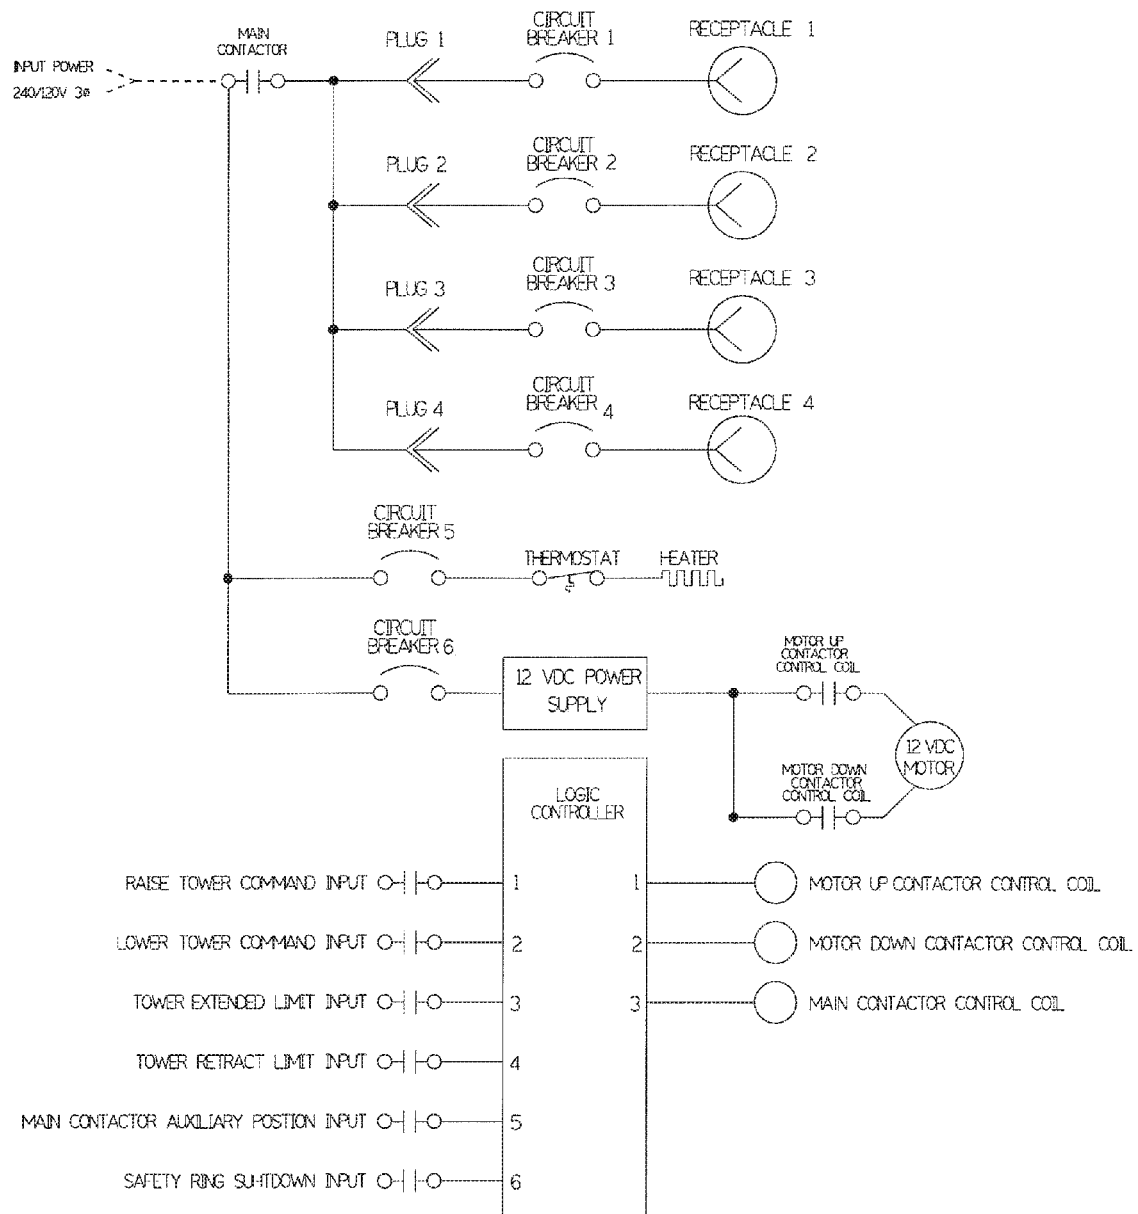 MAIN
CONTACTOR
INPUT POWER
240/120V 3ø
PLUG 1
CIRCUIT
BREAKER 1
RECEPTACLE 1
PLUG 2
CIRCUIT
BREAKER 2
RECEPTACLE 2
PLUG 3
CIRCUIT
BREAKER 3
RECEPTACLE 3
PLUG 4
CIRCUIT
BREAKER 4
RECEPTACLE 4
CIRCUIT
BREAKER 5
THERMOSTAT
HEATER
CIRCUIT
BREAKER 6
12 VDC POWER
SUPPLY
MOTOR UP
CONTACTOR
CONTROL COIL
12 VDC
MOTOR
MOTOR DOWN
CONTACTOR
CONTROL COIL
LOGIC
CONTROLLER
RAISE TOWER COMMAND INPUT 1 1 MOTOR UP CONTACTOR CONTROL COIL
LOWER TOWER COMMAND INPUT 2 2 MOTOR DOWN CONTACTOR CONTROL COIL
TOWER EXTENDED LIMIT INPUT 3 3 MAIN CONTACTOR CONTROL COIL
TOWER RETRACT LIMIT INPUT 4
MAIN CONTACTOR AUXILIARY POSTION INPUT 5
SAFETY RING SUHTDOWN INPUT 6